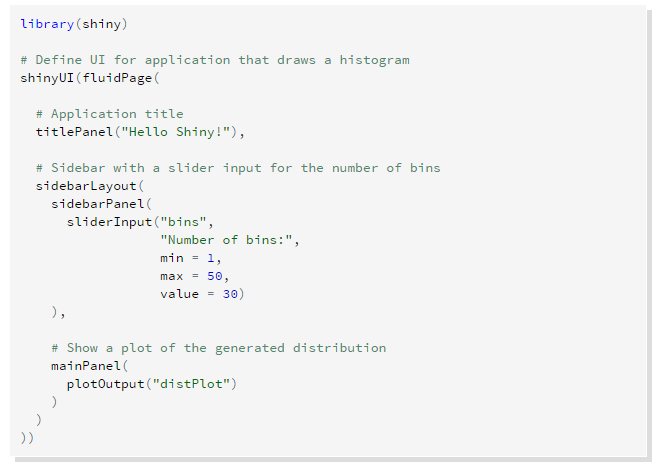 library(shiny)

# Define UI for application that draws a histogram
shinyUI(fluidPage(

  # Application title
  titlePanel("Hello Shiny!"),

  # Sidebar with a slider input for the number of bins
  sidebarLayout(
    sidebarPanel(
      sliderInput("bins",
                  "Number of bins:",
                  min = 1,
                  max = 50,
                  value = 30)
    ),

    # Show a plot of the generated distribution
    mainPanel(
      plotOutput("distPlot")
    )
  )
))